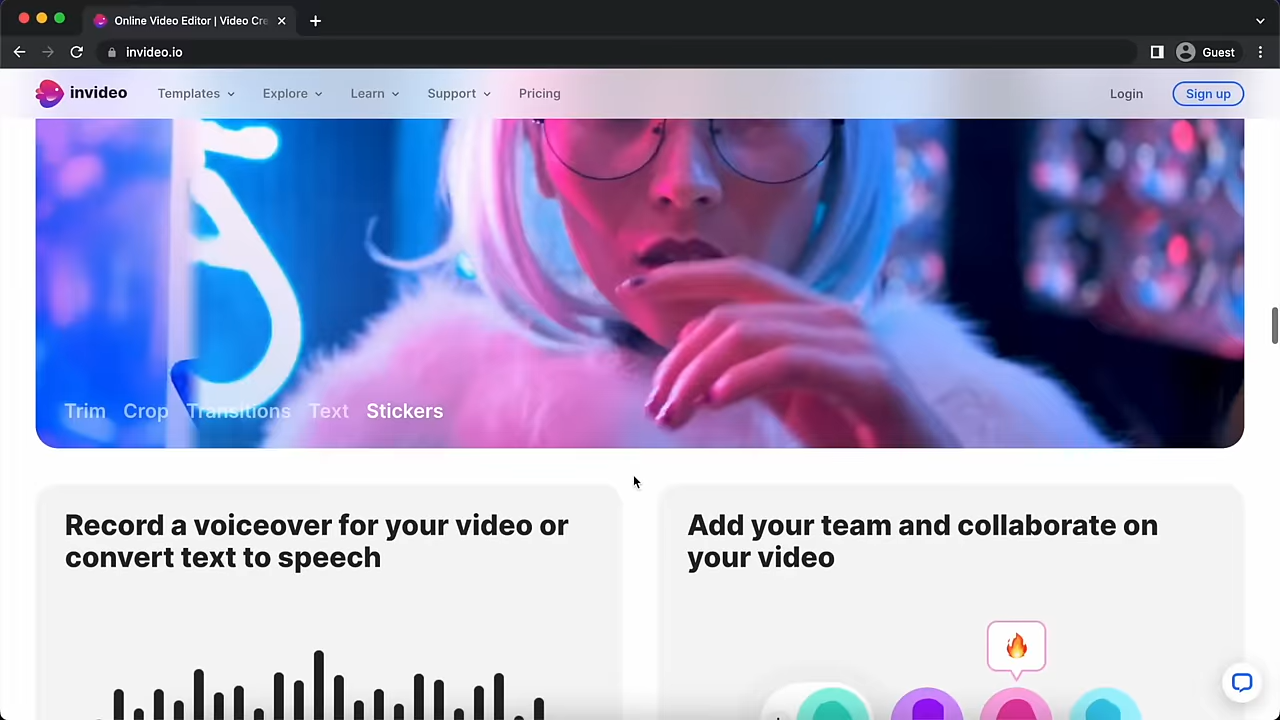 Online Video Editor | Video Cre
invideo.io
Guest
invideo
Templates
Explore
Learn
Support
Pricing
Login
Sign up
Trim Crop Transitions Text Stickers
Record a voiceover for your video or
convert text to speech
Add your team and collaborate on
your video